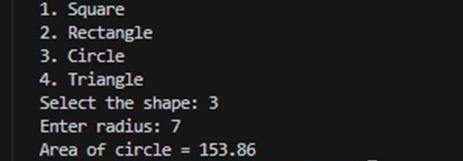 1. Square
2. Rectangle
3. Circle
4. Triangle
Select the shape: 3
Enter radius: 7
Area of circle = 153.86